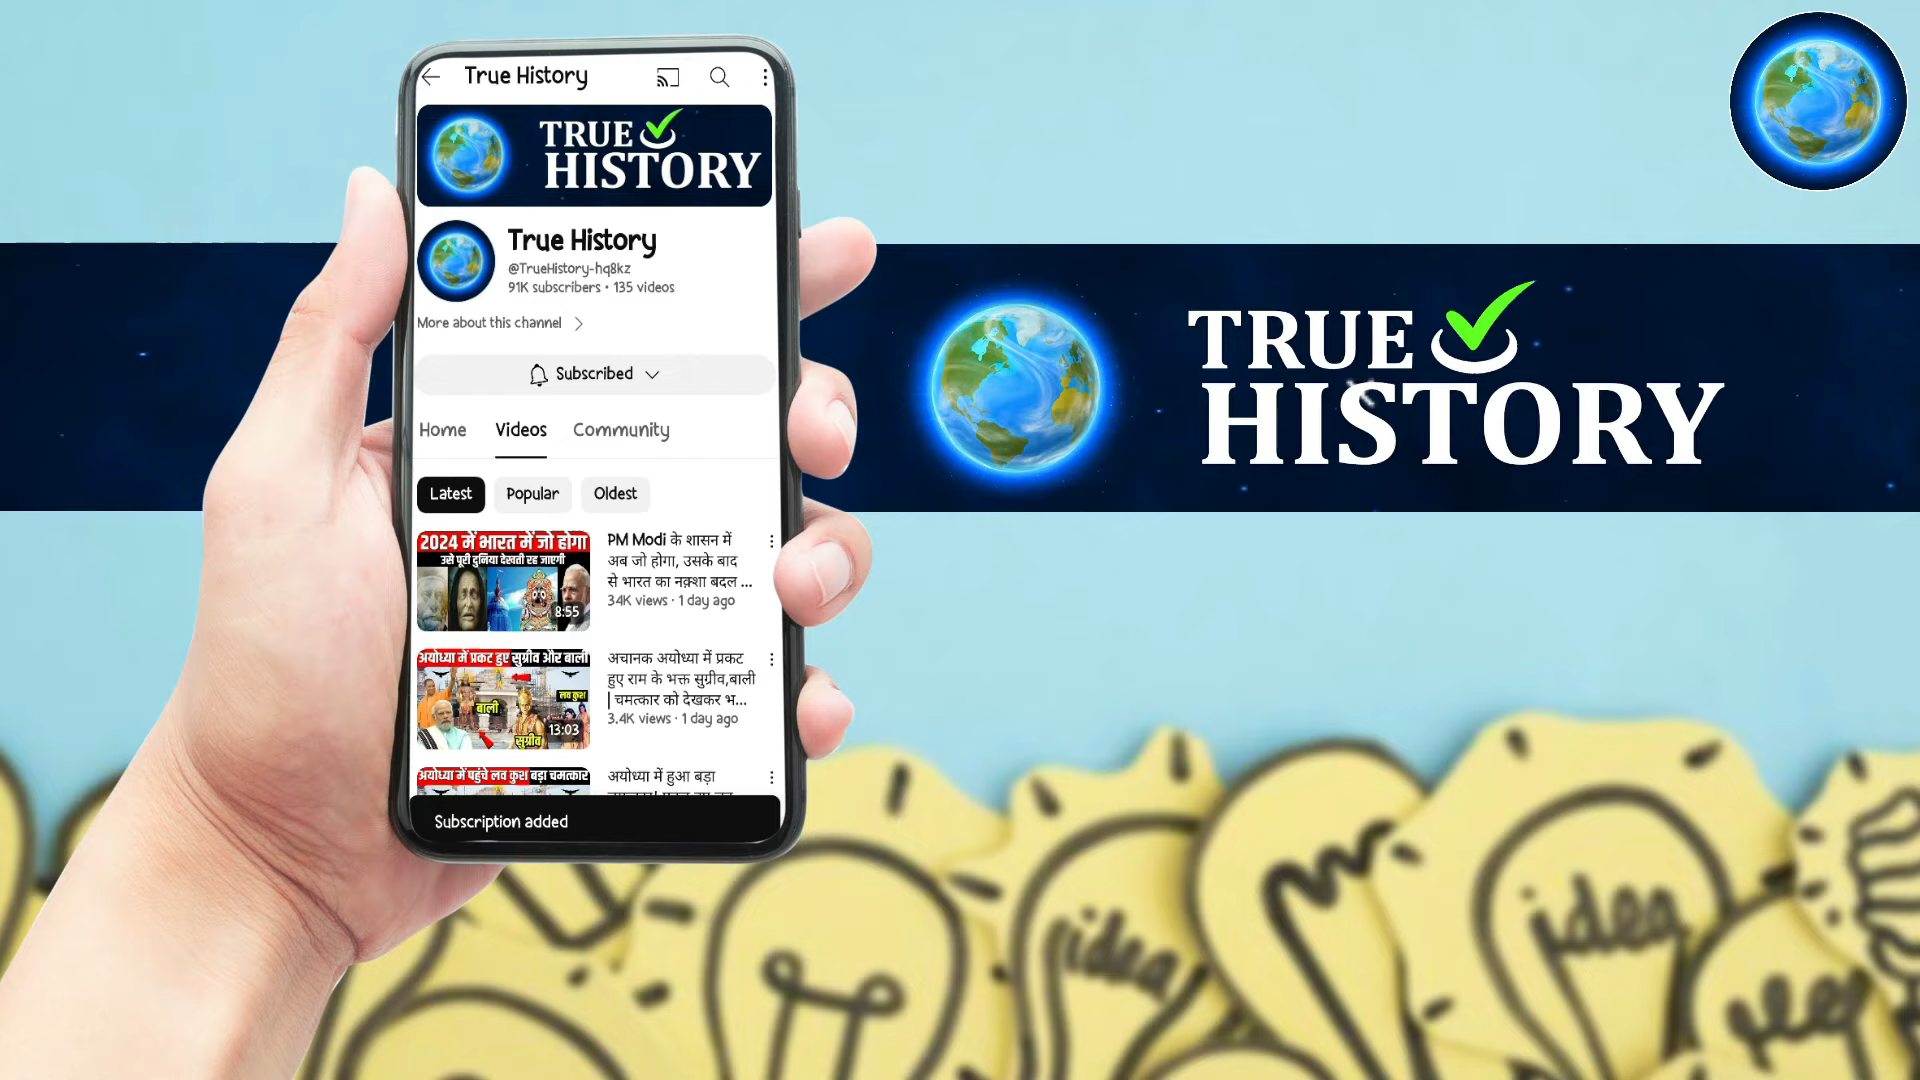 True History
TRUE
HISTORY
True History
@TrueHistory-hq8kz
91K subscribers • 135 videos
More about this channel
Subscribed
Home Videos Community
Latest Popular Oldest
2024 में भारत में जो होगा
उसे पूरी दुनिया देखती रह जाएगी
8:55
PM Modi के शासन में
अब जो होगा, उसके बाद
से भारत का नक़्शा बदल ...
34K views · 1 day ago
अयोध्या में प्रकट हुए सुग्रीव और बाली
लव कुश
बाली
सुग्रीव
13:03
अचानक अयोध्या में प्रकट
हुए राम के भक्त सुग्रीव,बाली
| चमत्कार को देखकर भ...
3.4K views · 1 day ago
अयोध्या में पहुंचे लव कुश बड़ा चमत्कार
अयोध्या में हुआ बड़ा
Subscription added
TRUE
HISTORY
idea
idea